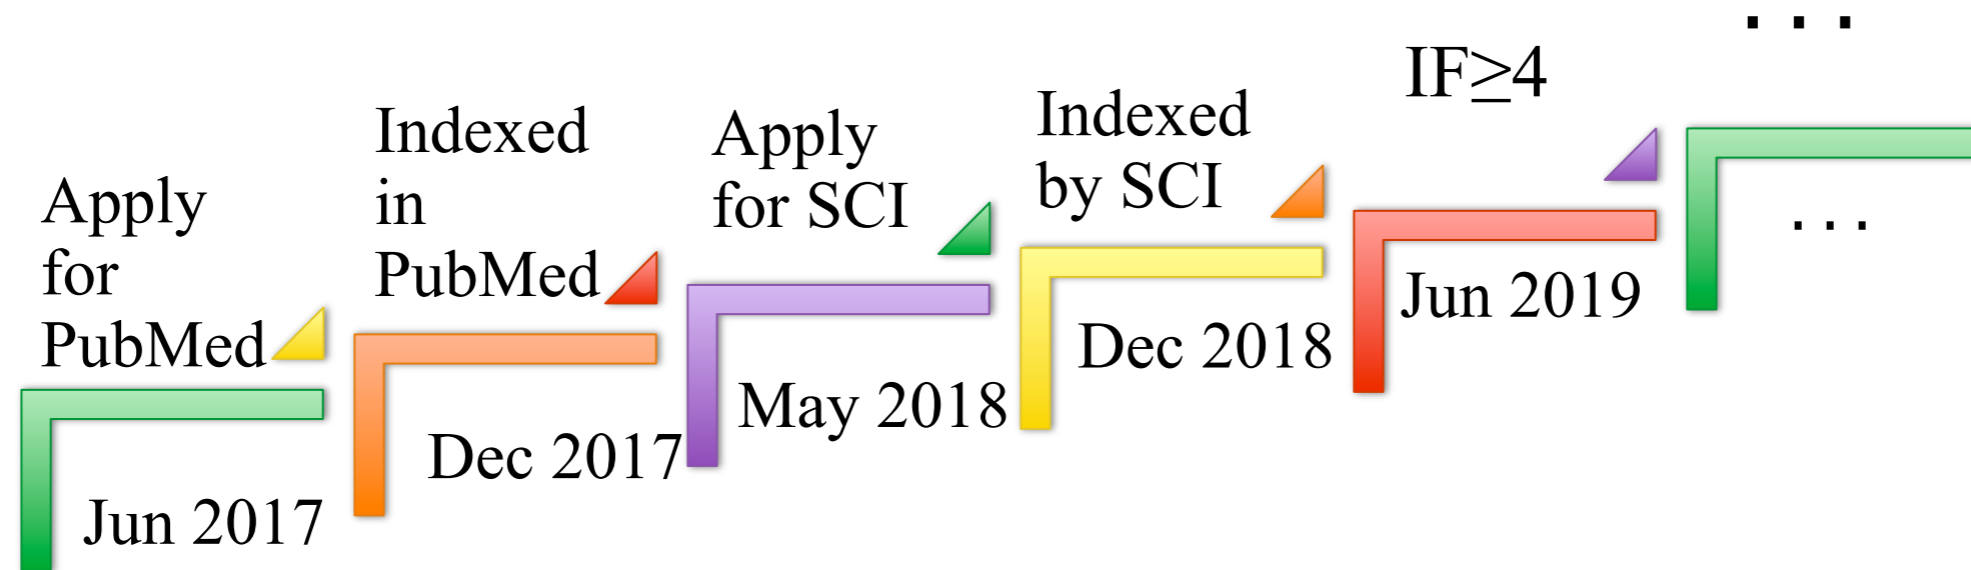 Apply
for
PubMed
Jun 2017
Indexed
in
PubMed
Dec 2017
Apply
for SCI
May 2018
Indexed
by SCI
Dec 2018
IF≥4
Jun 2019
...
...